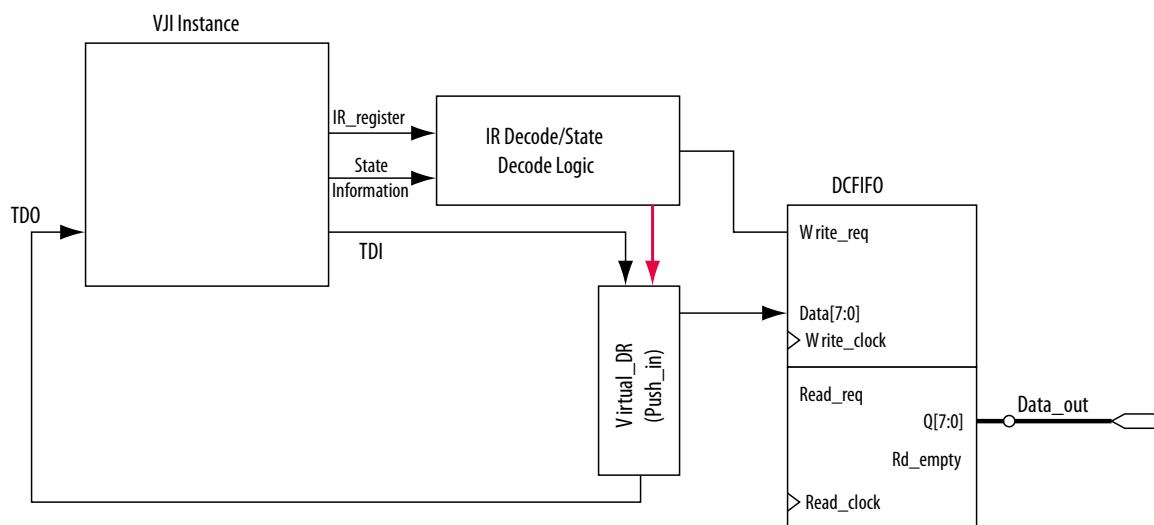 VJI Instance
IR_register
State
Information
IR Decode/State
Decode Logic
TDO
TDI
DCFIFO
Write_req
Data[7:0]
Write_clock
Virtual_DR
(Push_in)
Read_req
Q[7:0]
Data_out
Rd_empty
Read_clock